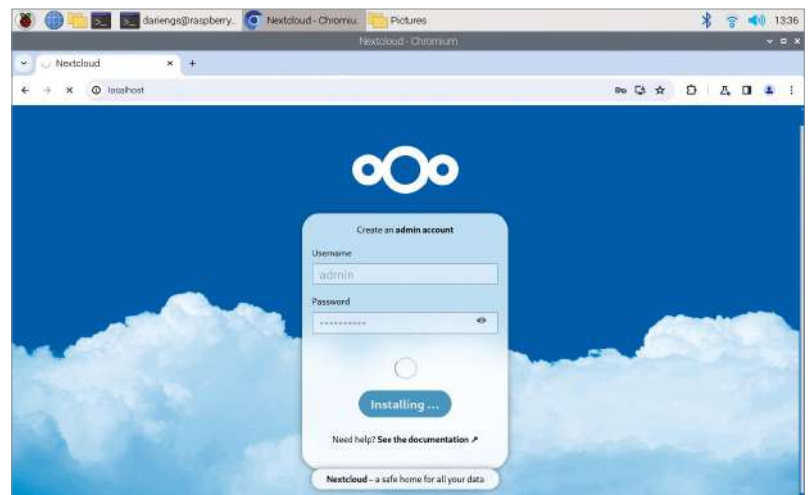 dariengs@raspberry..
Nextcloud - Chromiu..
Pictures
13:36
Nextcloud - Chromium
Nextcloud
localhost
Create an admin account
Username
admin
Password
Installing ...
Need help? See the documentation ↗
Nextcloud – a safe home for all your data